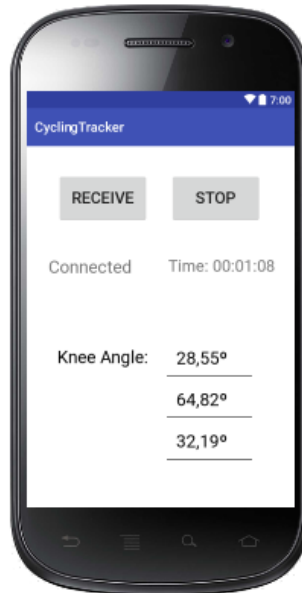 7:00
CyclingTracker
RECEIVE STOP
Connected Time: 00:01:08
Knee Angle: 28,55º
64,82º
32,19º